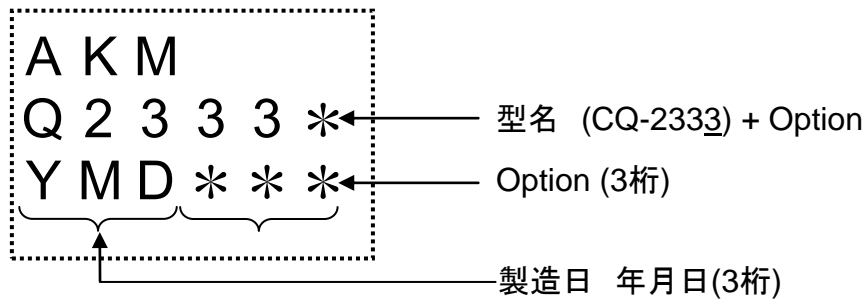 A K M
Q 2 3 3 3 *
型名 (CQ-2333) + Option
Y M D * * *
Option (3桁)
製造日 年月日(3桁)